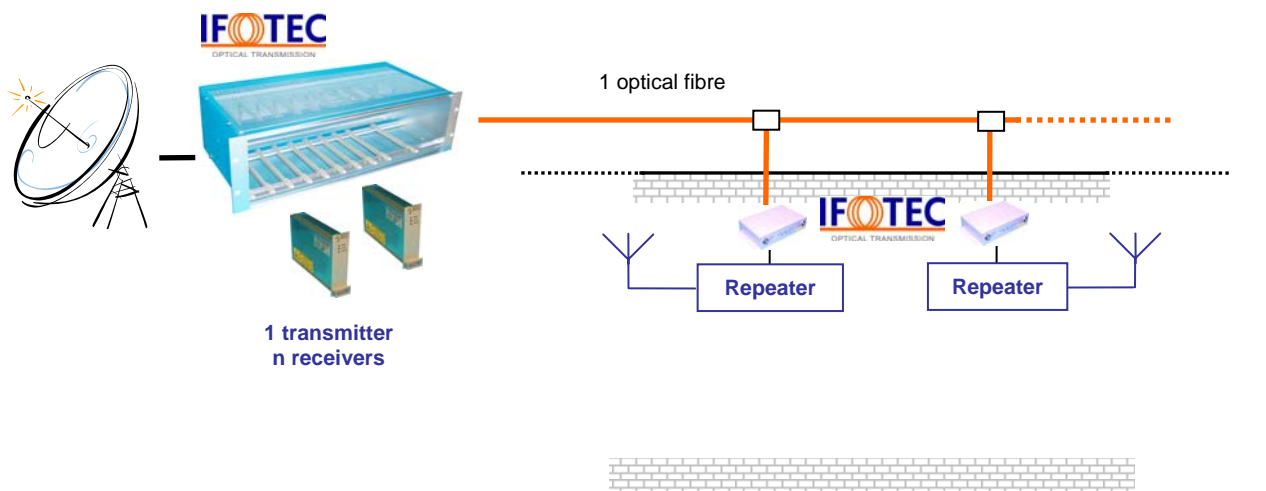 IFOTEC
OPTICAL TRANSMISSION
1 optical fibre
IFOTEC
OPTICAL TRANSMISSION
Repeater
Repeater
1 transmitter
n receivers